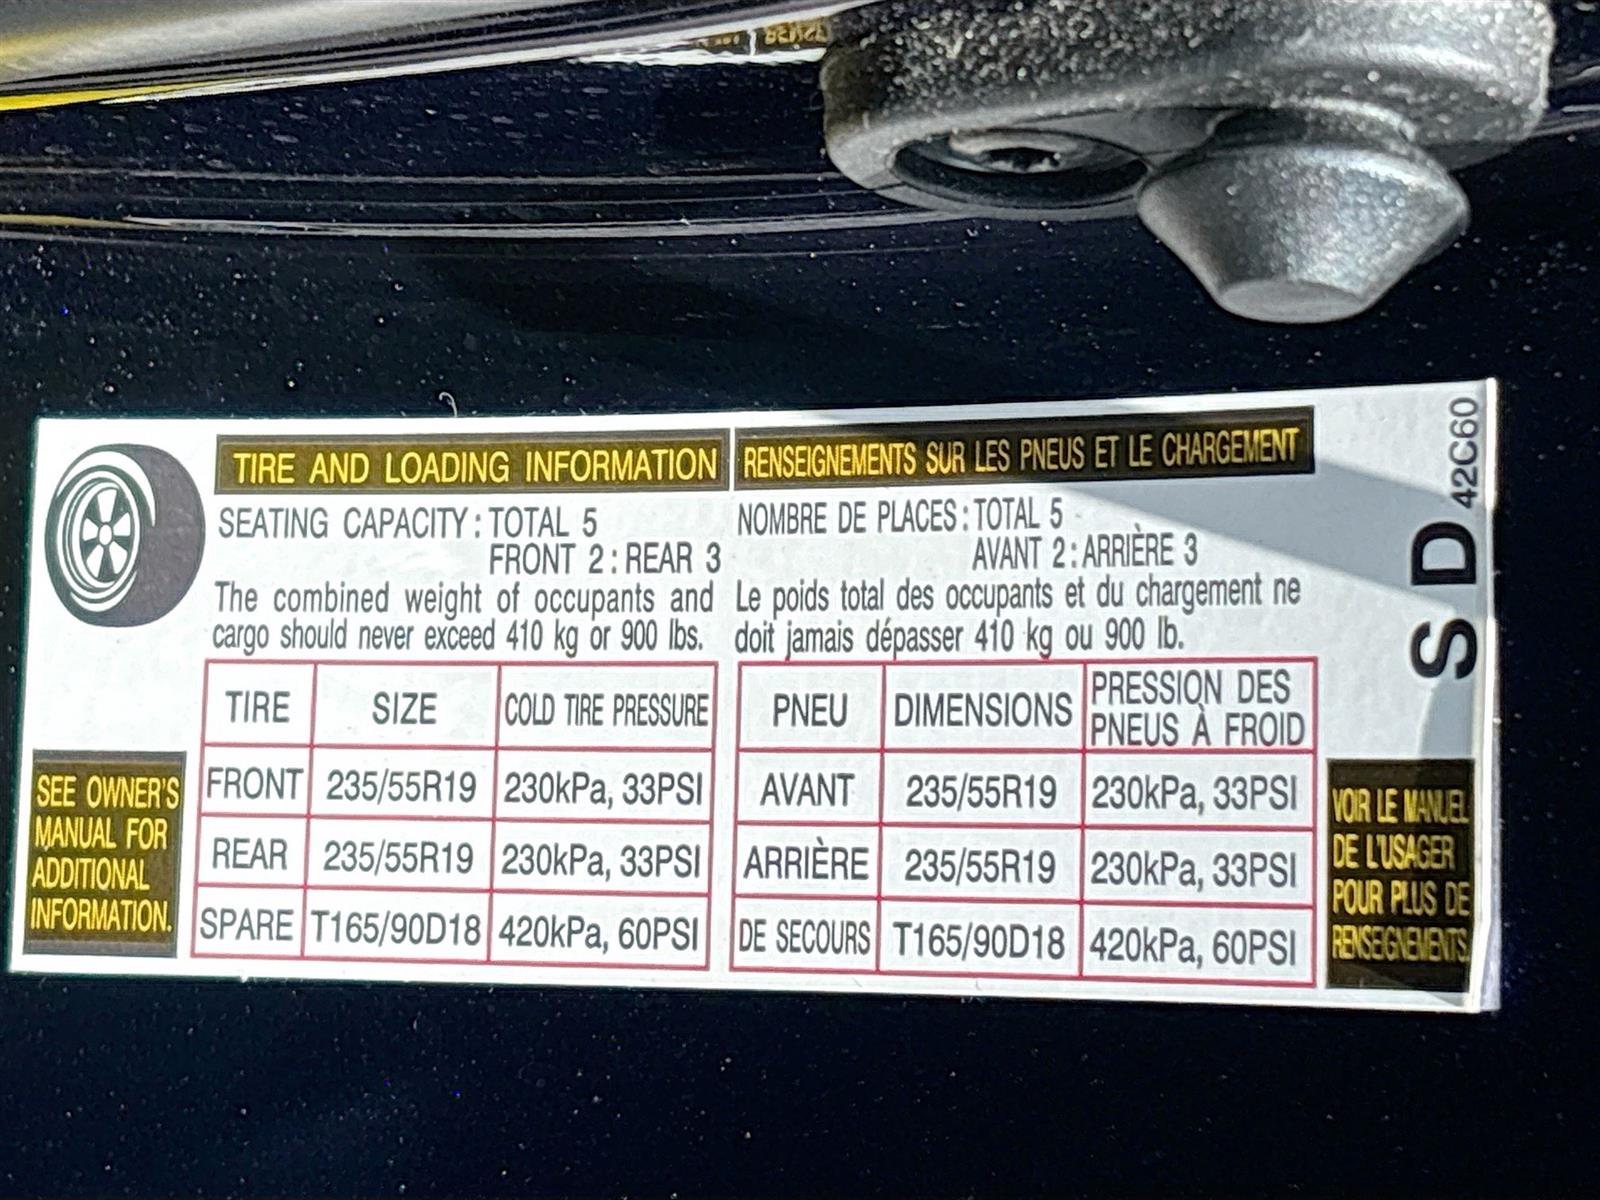 TIRE AND LOADING INFORMATION
SEATING CAPACITY : TOTAL 5
FRONT 2 : REAR 3
The combined weight of occupants and
cargo should never exceed 410 kg or 900 lbs.
TIRE SIZE COLD TIRE PRESSURE
FRONT 235/55R19 230kPa, 33PSI
REAR 235/55R19 230kPa, 33PSI
SPARE T165/90D18 420kPa, 60PSI
SEE OWNER'S
MANUAL FOR
ADDITIONAL
INFORMATION.
RENSEIGNEMENTS SUR LES PNEUS ET LE CHARGEMENT
NOMBRE DE PLACES : TOTAL 5
AVANT 2 : ARRIÈRE 3
Le poids total des occupants et du chargement ne
doit jamais dépasser 410 kg ou 900 lb.
PNEU DIMENSIONS PRESSION DES
PNEUS À FROID
AVANT 235/55R19 230kPa, 33PSI
ARRIÈRE 235/55R19 230kPa, 33PSI
DE SECOURS T165/90D18 420kPa, 60PSI
VOIR LE MANUEL
DE L'USAGER
POUR PLUS DE
RENSEIGNEMENTS.
S D 42C60